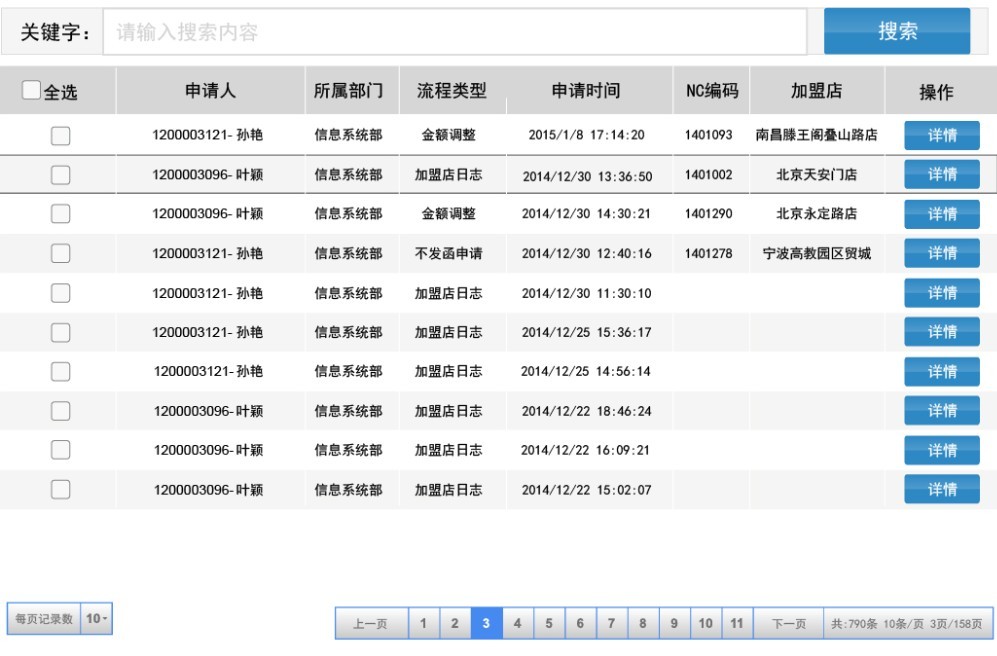 关键字: 请输入搜索内容 搜索
全选 申请人 所属部门 流程类型 申请时间 NC编码 加盟店 操作
1200003121- 孙艳 信息系统部 金额调整 2015/1/8 17:14:20 1401093 南昌滕王阁叠山路店 详情
1200003096- 叶颖 信息系统部 加盟店日志 2014/12/30 13:36:50 1401002 北京天安门店 详情
1200003096- 叶颖 信息系统部 金额调整 2014/12/30 14:30:21 1401290 北京永定路店 详情
1200003121- 孙艳 信息系统部 不发函申请 2014/12/30 12:40:16 1401278 宁波高教园区贸城 详情
1200003121- 孙艳 信息系统部 加盟店日志 2014/12/30 11:30:10 详情
1200003121- 孙艳 信息系统部 加盟店日志 2014/12/25 15:36:17 详情
1200003121- 孙艳 信息系统部 加盟店日志 2014/12/25 14:56:14 详情
1200003096- 叶颖 信息系统部 加盟店日志 2014/12/22 18:46:24 详情
1200003096- 叶颖 信息系统部 加盟店日志 2014/12/22 16:09:21 详情
1200003096- 叶颖 信息系统部 加盟店日志 2014/12/22 15:02:07 详情
每页记录数 10 上一页 1 2 3 4 5 6 7 8 9 10 11 下一页 共:790条 10条/页 3页/158页